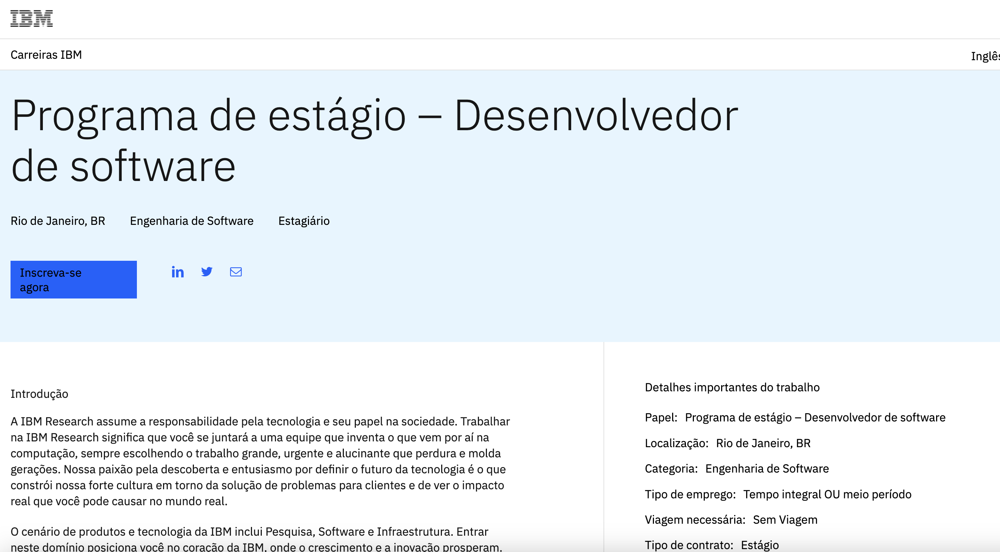 IBM
Carreiras IBM
Inglês
Programa de estágio – Desenvolvedor
de software
Rio de Janeiro, BR
Engenharia de Software
Estagiário
Inscreva-se
agora
in
Introdução
A IBM Research assume a responsabilidade pela tecnologia e seu papel na sociedade. Trabalhar
na IBM Research significa que você se juntará a uma equipe que inventa o que vem por aí na
computação, sempre escolhendo o trabalho grande, urgente e alucinante que perdura e molda
gerações. Nossa paixão pela descoberta e entusiasmo por definir o futuro da tecnologia é o que
constrói nossa forte cultura em torno da solução de problemas para clientes e de ver o impacto
real que você pode causar no mundo real.
O cenário de produtos e tecnologia da IBM inclui Pesquisa, Software e Infraestrutura. Entrar
neste domínio posiciona você no coração da IBM, onde o crescimento e a inovação prosperam.
Detalhes importantes do trabalho
Papel: Programa de estágio – Desenvolvedor de software
Localização: Rio de Janeiro, BR
Categoria: Engenharia de Software
Tipo de emprego: Tempo integral OU meio período
Viagem necessária: Sem Viagem
Tipo de contrato: Estágio